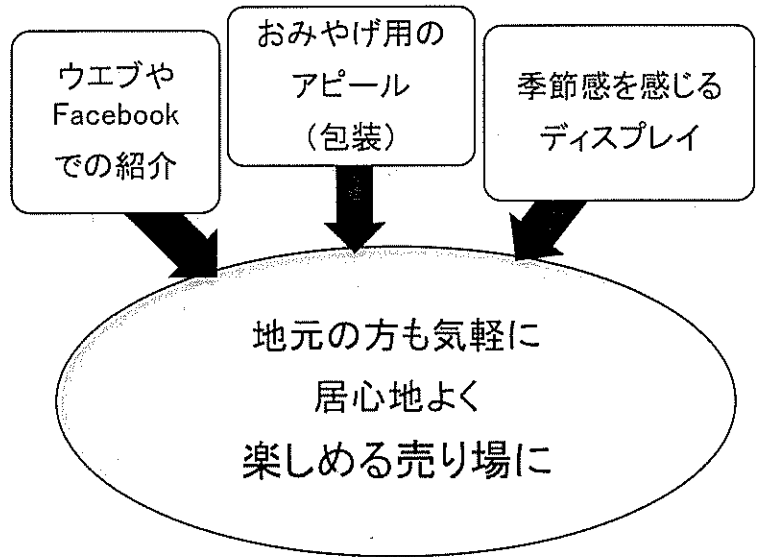 ウエブや
Facebook
での紹介
おみやげ用の
アピール
（包装）
季節感を感じる
ディスプレイ
地元の方も気軽に
居心地よく
楽しめる売り場に